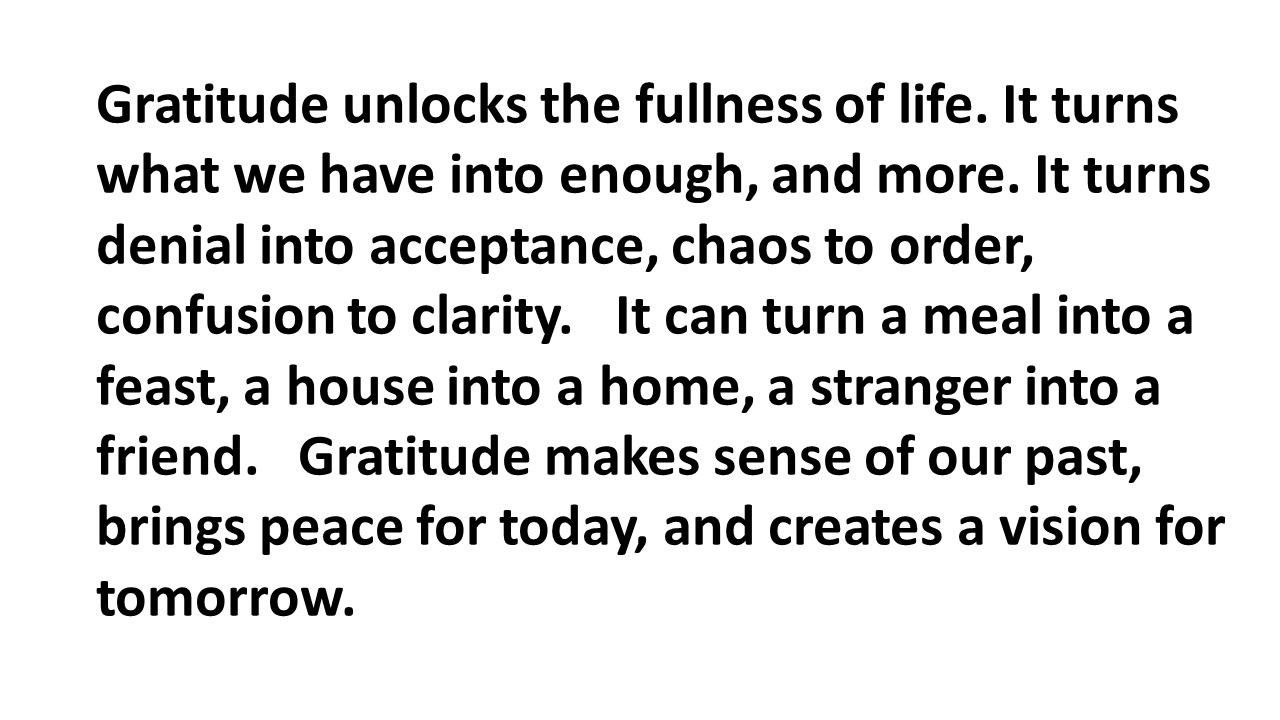 Gratitude unlocks the fullness of life. It turns
what we have into enough, and more. It turns
denial into acceptance, chaos to order,
confusion to clarity.   It can turn a meal into a
feast, a house into a home, a stranger into a
friend.   Gratitude makes sense of our past,
brings peace for today, and creates a vision for
tomorrow.